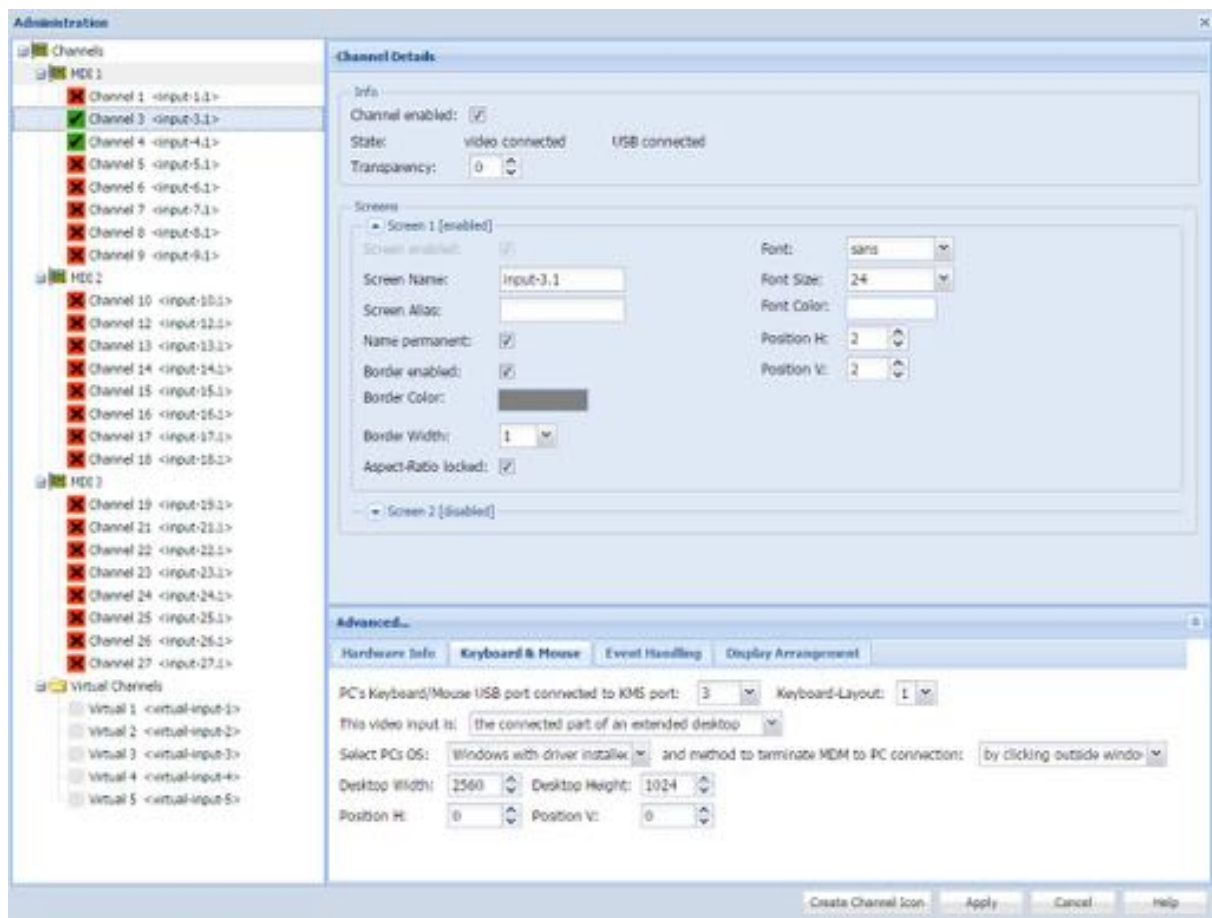 Administration
Channels
MDI 1
Channel 1 <input-1.1>
Channel 3 <input-3.1>
Channel 4 <input-4.1>
Channel 5 <input-5.1>
Channel 6 <input-6.1>
Channel 7 <input-7.1>
Channel 8 <input-8.1>
Channel 9 <input-9.1>
MDI 2
Channel 10 <input-10.1>
Channel 12 <input-12.1>
Channel 13 <input-13.1>
Channel 14 <input-14.1>
Channel 15 <input-15.1>
Channel 16 <input-16.1>
Channel 17 <input-17.1>
Channel 18 <input-18.1>
MDI 3
Channel 19 <input-19.1>
Channel 21 <input-21.1>
Channel 22 <input-22.1>
Channel 23 <input-23.1>
Channel 24 <input-24.1>
Channel 25 <input-25.1>
Channel 26 <input-26.1>
Channel 27 <input-27.1>
Virtual Channels
Virtual 1 <virtual-input-1>
Virtual 2 <virtual-input-2>
Virtual 3 <virtual-input-3>
Virtual 4 <virtual-input-4>
Virtual 5 <virtual-input-5>
Channel Details
Info
Channel enabled:
State: video connected USB connected
Transparency: 0
Screens
Screen 1 [enabled]
Screen enabled: Font: sans
Screen Name: input-3.1 Font Size: 24
Screen Alias: Font Color:
Name permanent: Position H: 2
Border enabled: Position V: 2
Border Color:
Border Width: 1
Aspect-Ratio locked:
Screen 2 [disabled]
Advanced...
Hardware Info Keyboard & Mouse Event Handling Display Arrangement
PC's Keyboard/Mouse USB port connected to KMS port: 3 Keyboard-Layout: 1
This video input is: the connected part of an extended desktop
Select PCs OS: Windows with driver installec and method to terminate MDM to PC connection: by clicking outside windo
Desktop Width: 2560 Desktop Height: 1024
Position H: 0 Position V: 0
Create Channel Icon Apply Cancel Help